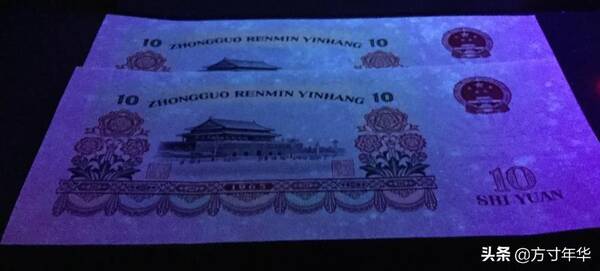 10 ZHONGGUO RENMIN YINHANG 10
10 ZHONGGUO RENMIN YINHANG 10
1965
10
SHI YUAN
头条 @方寸年华